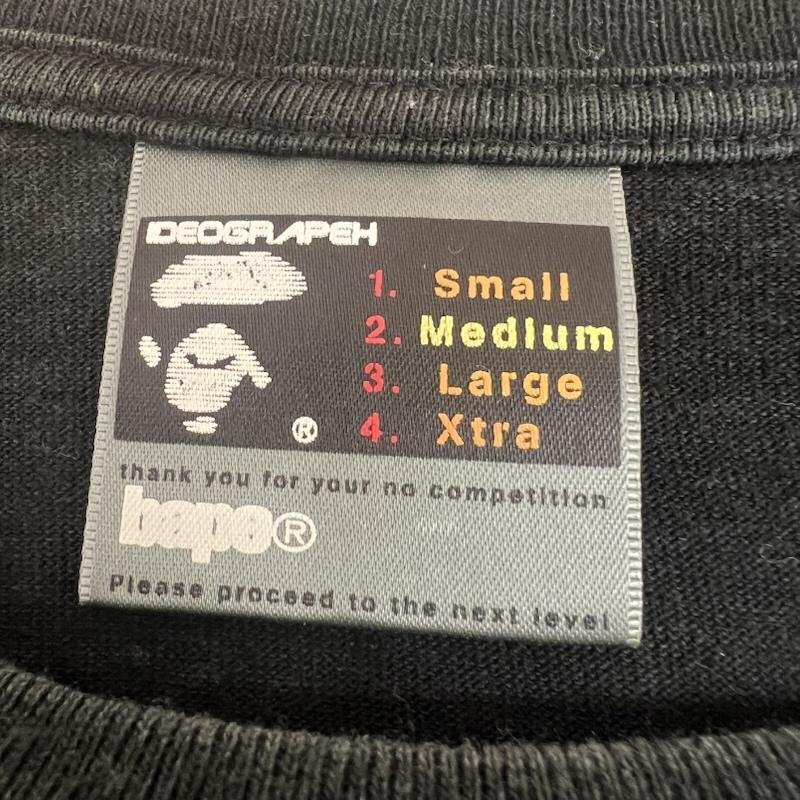 IDEOGRAPEH
1. Small
2. Medium
3. Large
4. Xtra
®
thank you for your no competition
bape®
Please proceed to the next level